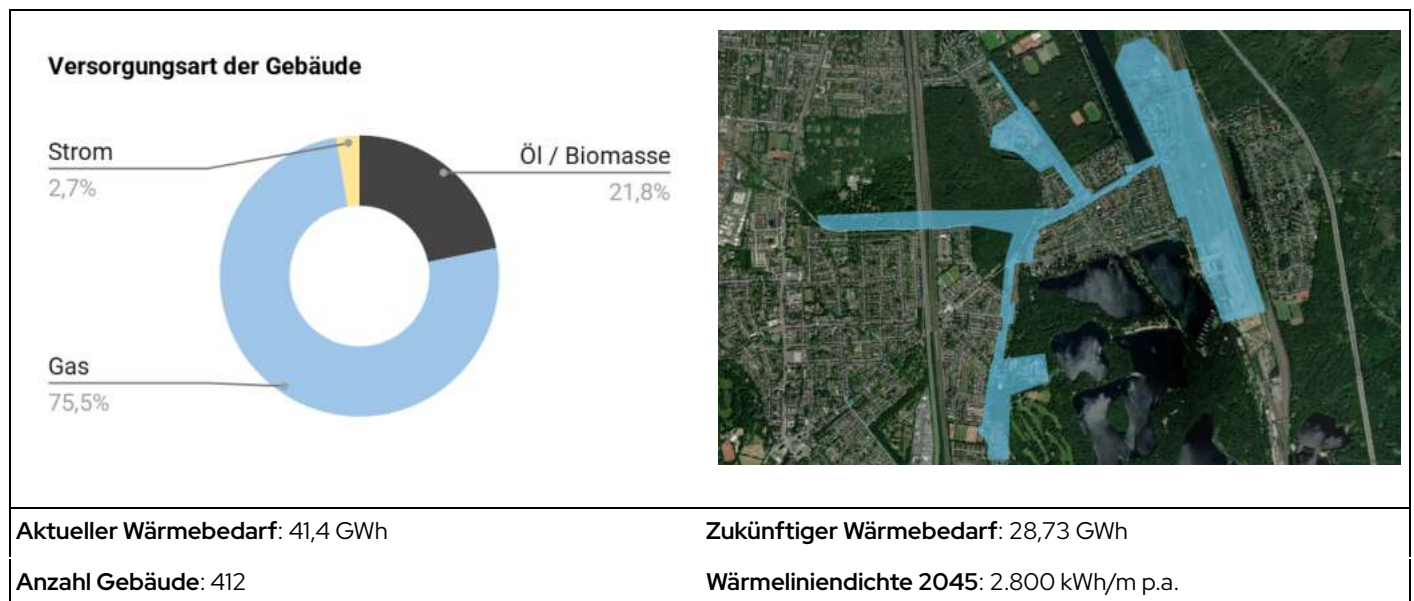 Versorgungsart der Gebäude
Strom
2,7%
Öl / Biomasse
21,8%
Gas
75,5%
Aktueller Wärmebedarf: 41,4 GWh
Zukünftiger Wärmebedarf: 28,73 GWh
Anzahl Gebäude: 412
Wärmeliniendichte 2045: 2.800 kWh/m p.a.